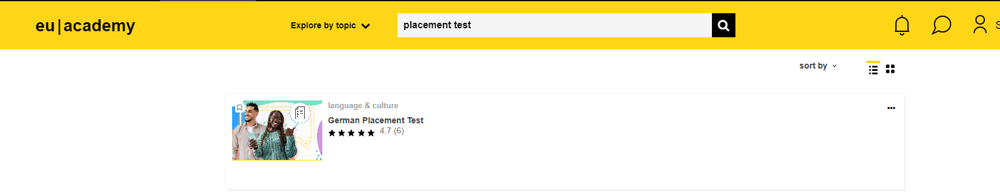 eu|academy
Explore by topic
placement test
S
sort by
language & culture
German Placement Test
4.7 (6)